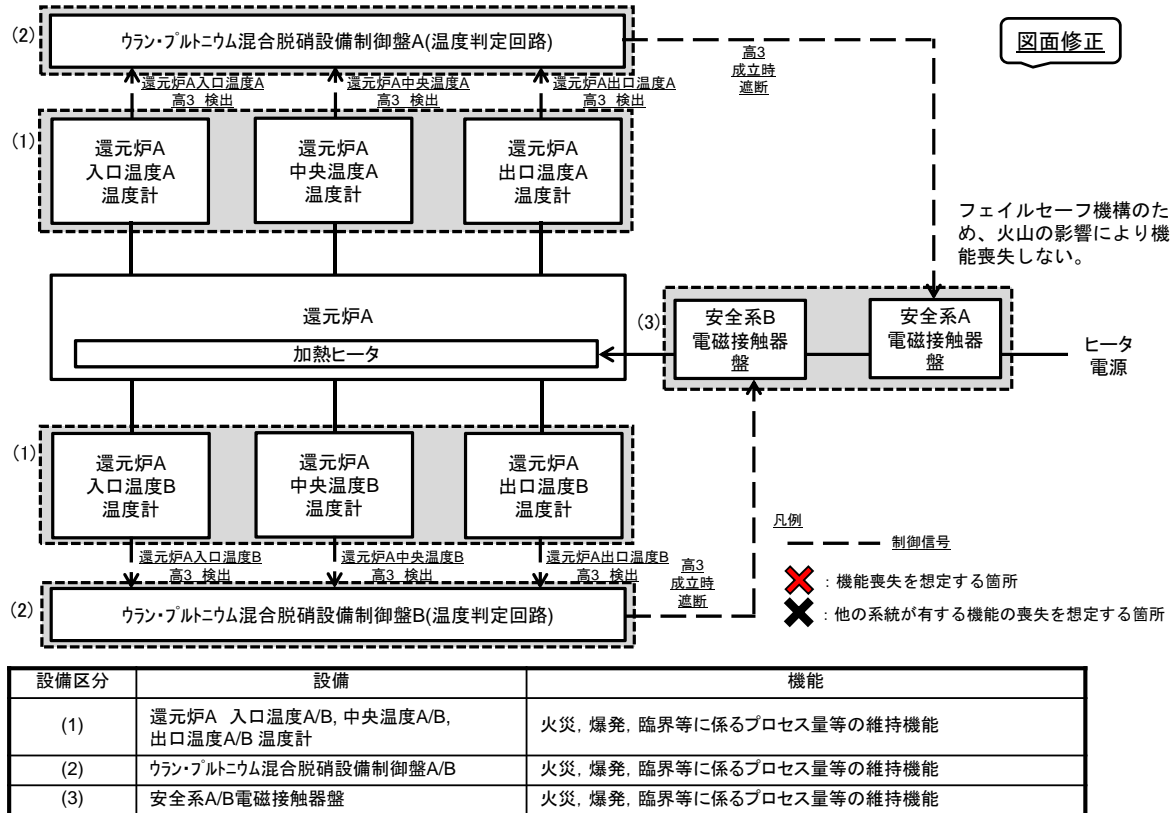 (2)
ウラン・プルトニウム混合脱硝設備制御盤A(温度判定回路)
図面修正
高3
成立時
遮断
還元炉A入口温度A
高3 検出
還元炉A中央温度A
高3 検出
還元炉A出口温度A
高3 検出
(1)
還元炉A
入口温度A
温度計
還元炉A
中央温度A
温度計
還元炉A
出口温度A
温度計
フェイルセーフ機構のた
め、火山の影響により機
能喪失しない。
還元炉A
加熱ヒータ
(3)
安全系B
電磁接触器
盤
安全系A
電磁接触器
盤
ヒータ
電源
(1)
還元炉A
入口温度B
温度計
還元炉A
中央温度B
温度計
還元炉A
出口温度B
温度計
還元炉A入口温度B
高3 検出
還元炉A中央温度B
高3 検出
還元炉A出口温度B
高3 検出
高3
成立時
遮断
(2)
ウラン・プルトニウム混合脱硝設備制御盤B(温度判定回路)
凡例
制御信号
：機能喪失を想定する箇所
：他の系統が有する機能の喪失を想定する箇所
設備区分 設備 機能
(1) 還元炉A 入口温度A/B, 中央温度A/B, 火災, 爆発, 臨界等に係るプロセス量等の維持機能
出口温度A/B 温度計
(2) ウラン・プルトニウム混合脱硝設備制御盤A/B 火災, 爆発, 臨界等に係るプロセス量等の維持機能
(3) 安全系A/B電磁接触器盤 火災, 爆発, 臨界等に係るプロセス量等の維持機能